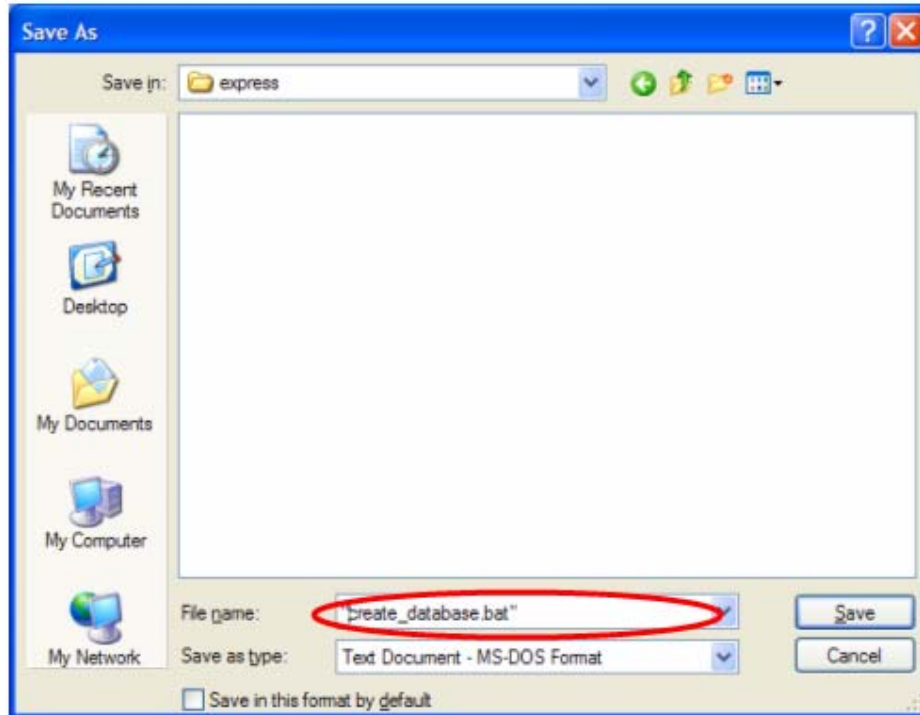 Save As
Save in:
express
My Recent
Documents
Desktop
My Documents
My Computer
My Network
File name:
"create_database.bat"
Save
Save as type:
Text Document - MS-DOS Format
Cancel
Save in this format by default